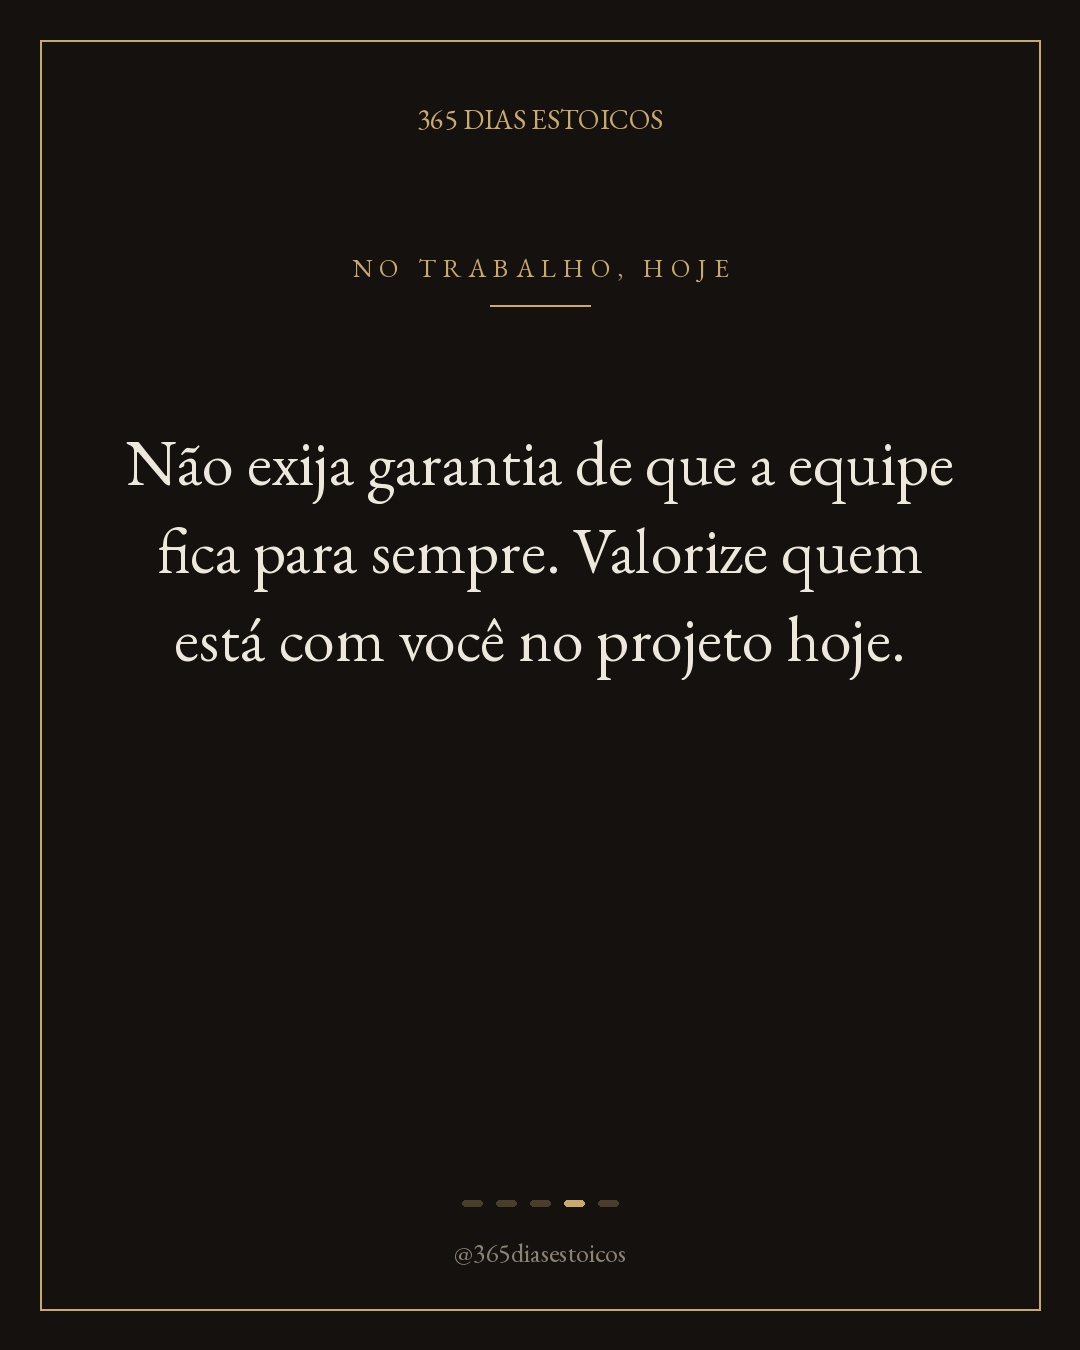 365 DIAS ESTOICOS
NO TRABALHO, HOJE
Não exija garantia de que a equipe
fica para sempre. Valorize quem
está com você no projeto hoje.
@365diasestoicos